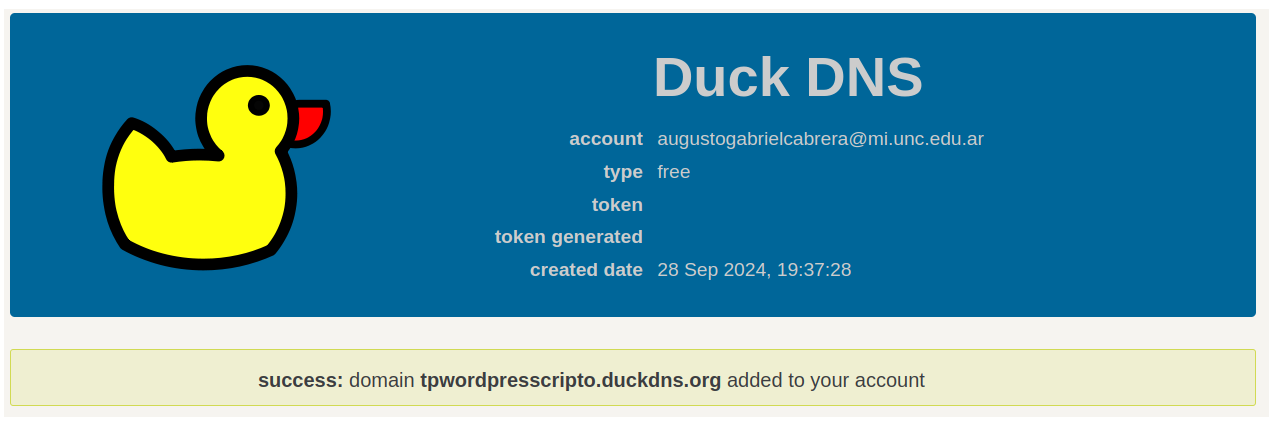 Duck DNS
account augustogabrielcabrera@mi.unc.edu.ar
type free
token
token generated
created date 28 Sep 2024, 19:37:28
success: domain tpwordpresscripto.duckdns.org added to your account